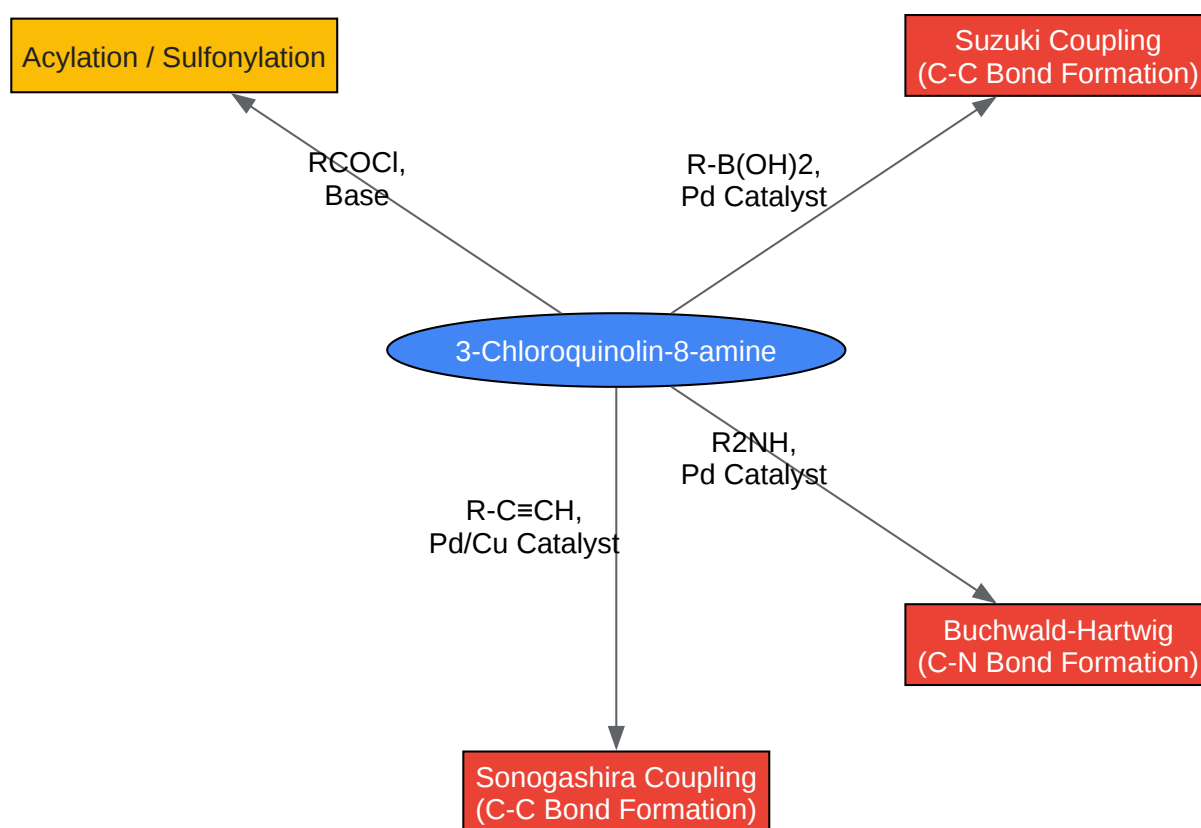 Acylation / Sulfonylation
Suzuki Coupling
(C-C Bond Formation)
RCOCl,
Base
R-B(OH)2,
Pd Catalyst
3-Chloroquinolin-8-amine
R2NH,
Pd Catalyst
R-C≡CH,
Pd/Cu Catalyst
Buchwald-Hartwig
(C-N Bond Formation)
Sonogashira Coupling
(C-C Bond Formation)